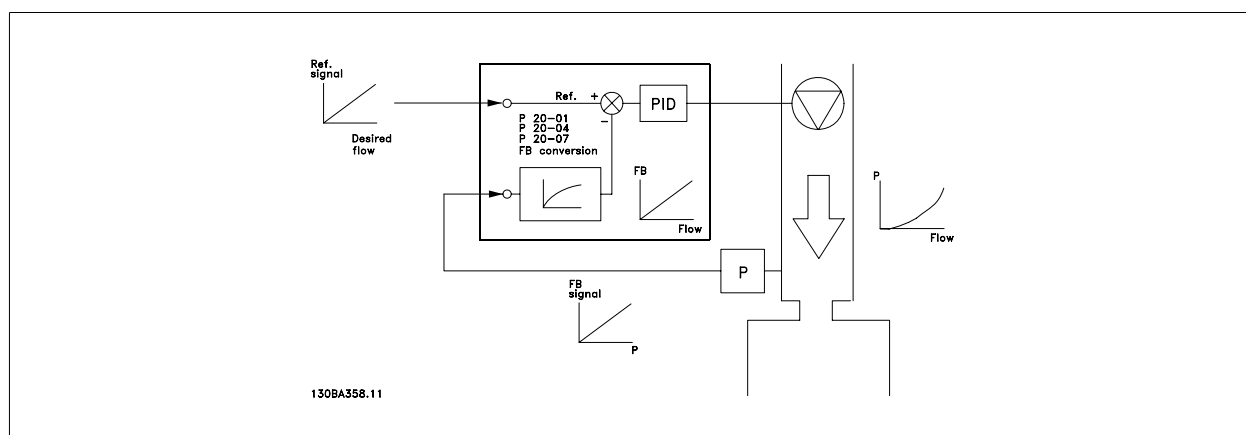 Ref.
signal
Desired
flow
Ref.
+
-
P 20-01
P 20-04
P 20-07
FB conversion
PID
FB
Flow
P
Flow
P
FB
signal
P
130BA358.11